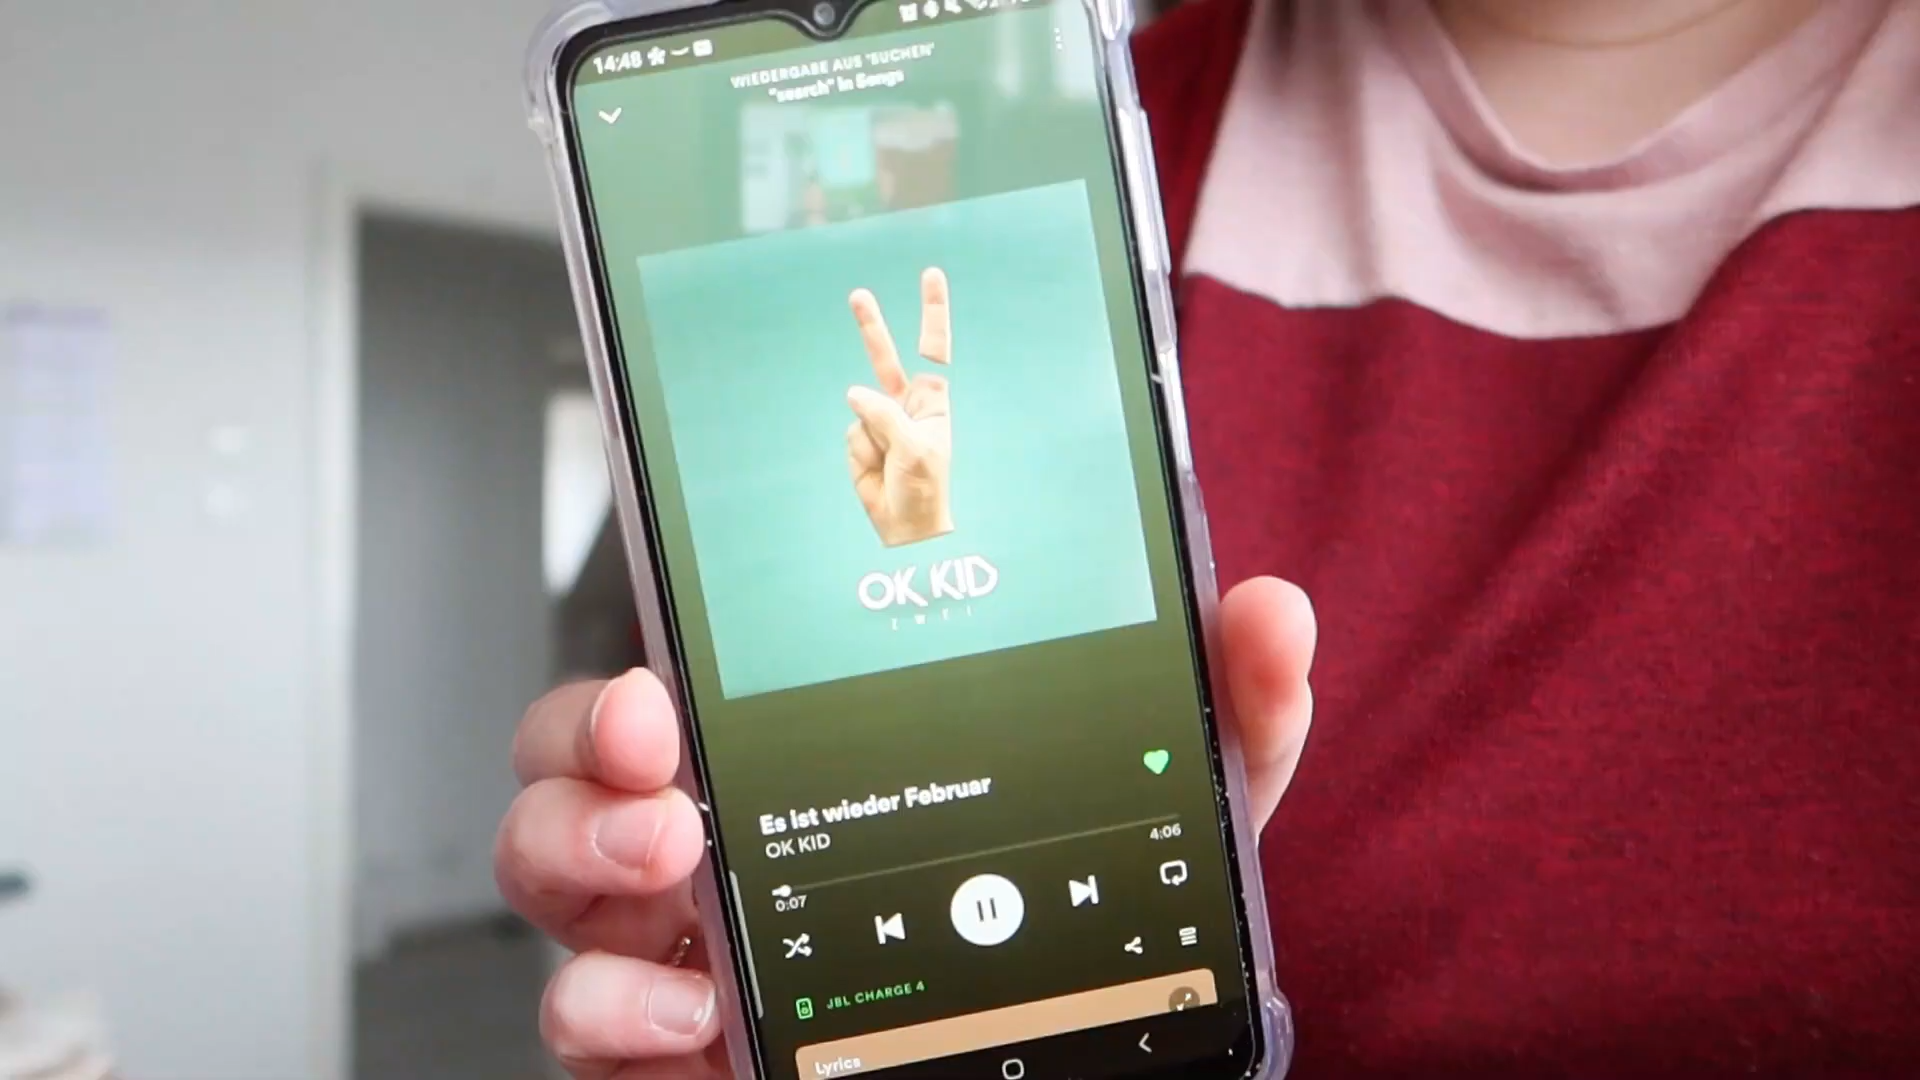 14:48
WIEDERGABE AUS "SUCHEN"
"search" in Songs
OK KID
ZWEI
Es ist wieder Februar
OK KID
0:07
4:06
JBL CHARGE 4
Lyrics